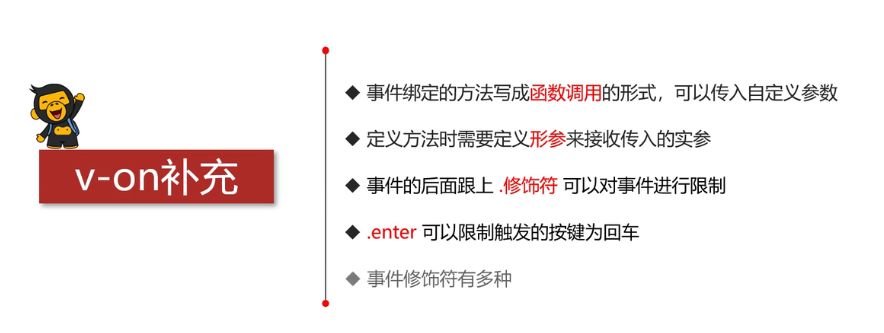 v-on补充
事件绑定的方法写成函数调用的形式，可以传入自定义参数
定义方法时需要定义形参来接收传入的实参
事件的后面跟上 .修饰符 可以对事件进行限制
.enter 可以限制触发的按键为回车
事件修饰符有多种